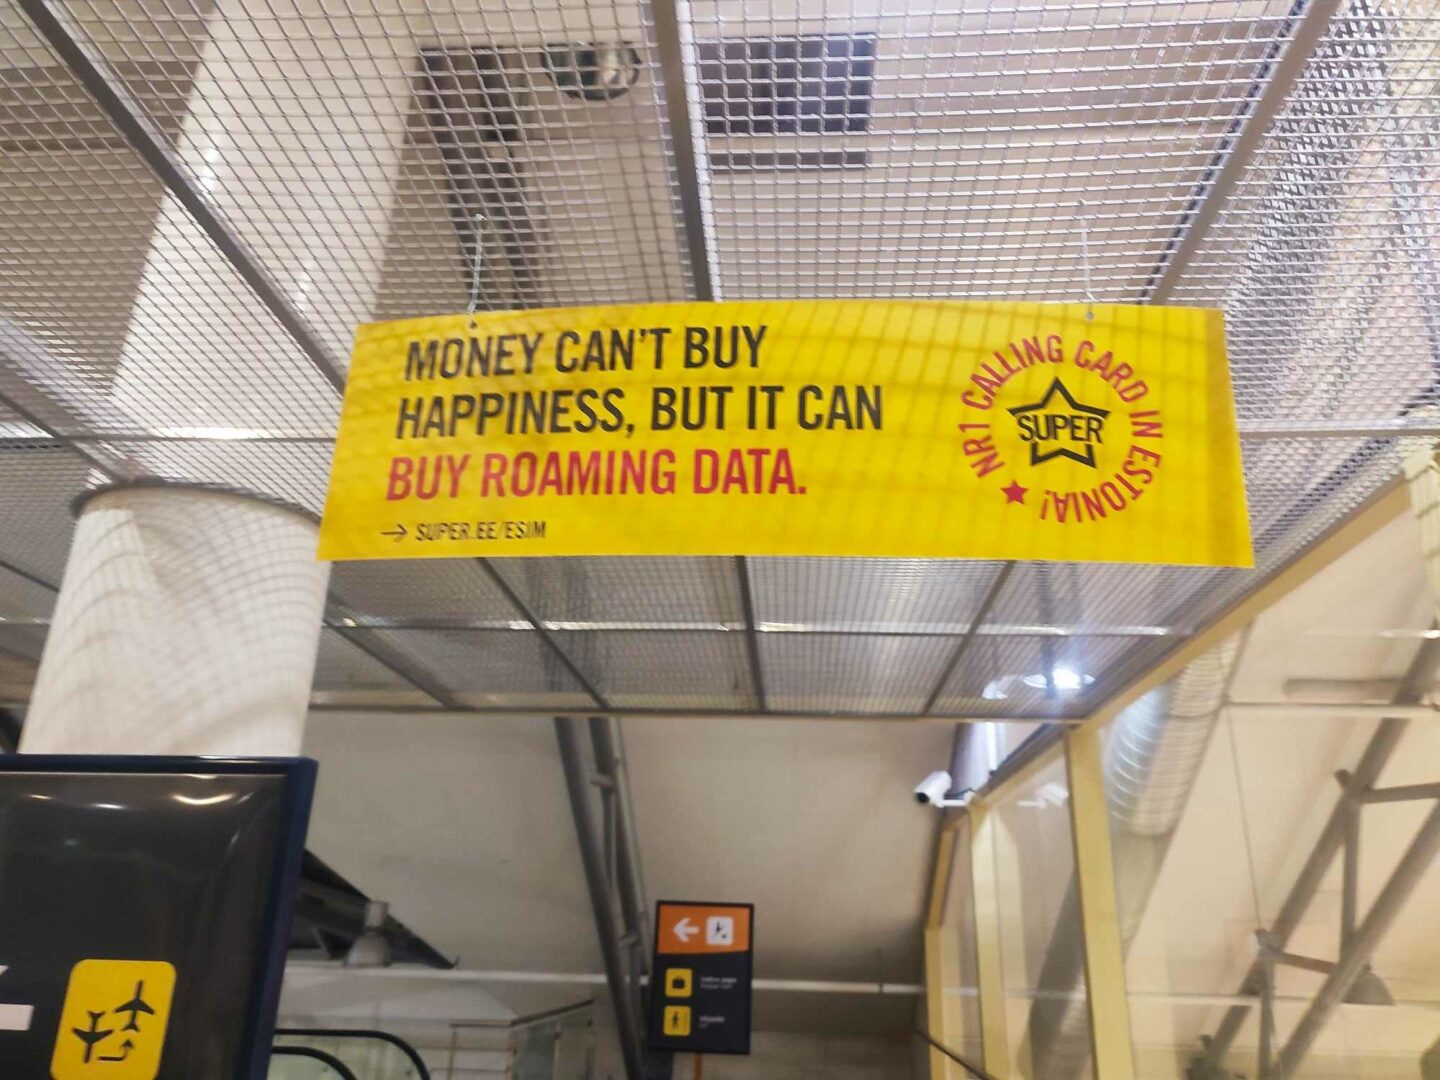 MONEY CAN'T BUY
HAPPINESS, BUT IT CAN
BUY ROAMING DATA.
→ SUPER.EE/ESIM
NR1 CALLING CARD IN ESTONIA!
SUPER